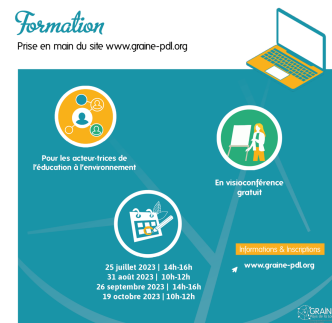 Formation
Prise en main du site www.graine-pdl.org
Pour les acteur·trices de
l'éducation à l'environnement
En visioconférence
gratuit
Informations & Inscriptions
www.graine-pdl.org
25 juillet 2023 | 14h-16h
31 août 2023 | 10h-12h
26 septembre 2023 | 14h-16h
19 octobre 2023 | 10h-12h
GRAINE